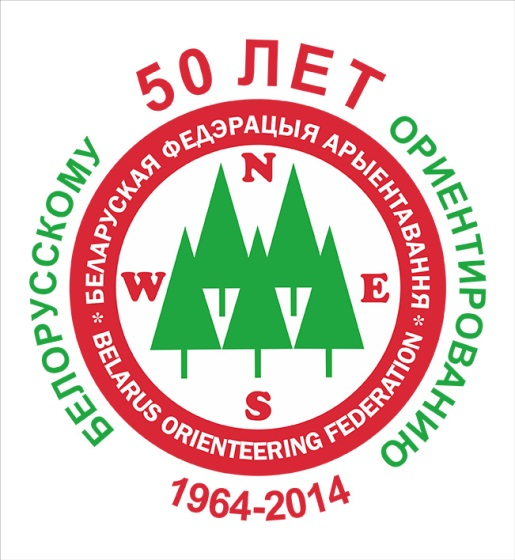 50 ЛЕТ
БЕЛОРУССКОМУ
ОРИЕНТИРОВАНИЮ
* БЕЛАРУСКАЯ ФЕДЭРАЦЫЯ АРЫЕНТАВАННЯ *
N
W
E
S
BELARUS ORIENTEERING FEDERATION
1964-2014